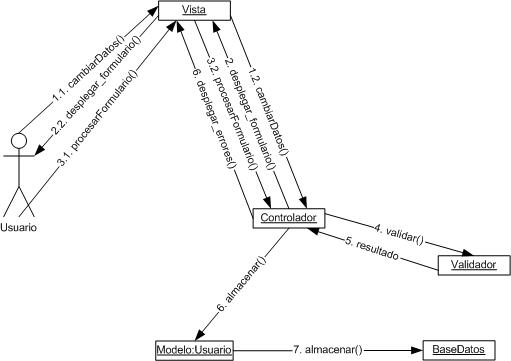 Vista
1.1. cambiarDatos()
2.2. desplegar_formulario()
3.1. procesarFormulario()
6. desplegar_errores()
3.2. procesarFormulario()
2. desplegar_formulario()
1.2. cambiarDatos()
Usuario
Controlador
4. validar()
5. resultado
Validador
6. almacenar()
Modelo:Usuario
7. almacenar()
BaseDatos